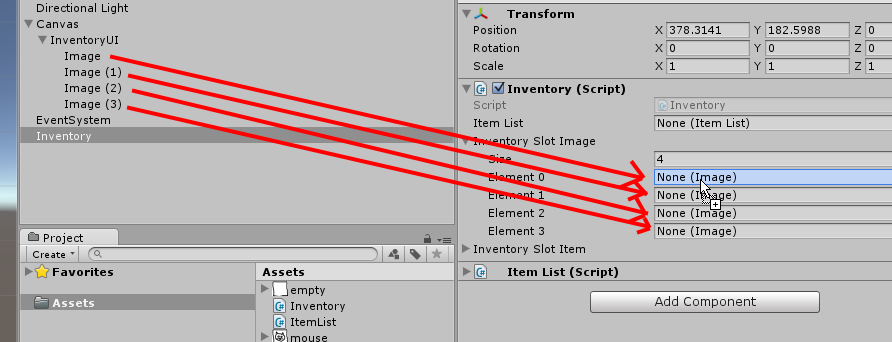 Directional Light
Canvas
InventoryUI
Image
Image (1)
Image (2)
Image (3)
EventSystem
Inventory
Project
Create
Favorites
Assets
Assets
empty
Inventory
ItemList
mouse
Transform
Position X 378.3141 Y 182.5988 Z 0
Rotation X 0 Y 0 Z 0
Scale X 1 Y 1 Z 1
Inventory (Script)
Script Inventory
Item List None (Item List)
Inventory Slot Image
Size 4
Element 0 None (Image)
Element 1 None (Image)
Element 2 None (Image)
Element 3 None (Image)
Inventory Slot Item
Item List (Script)
Add Component